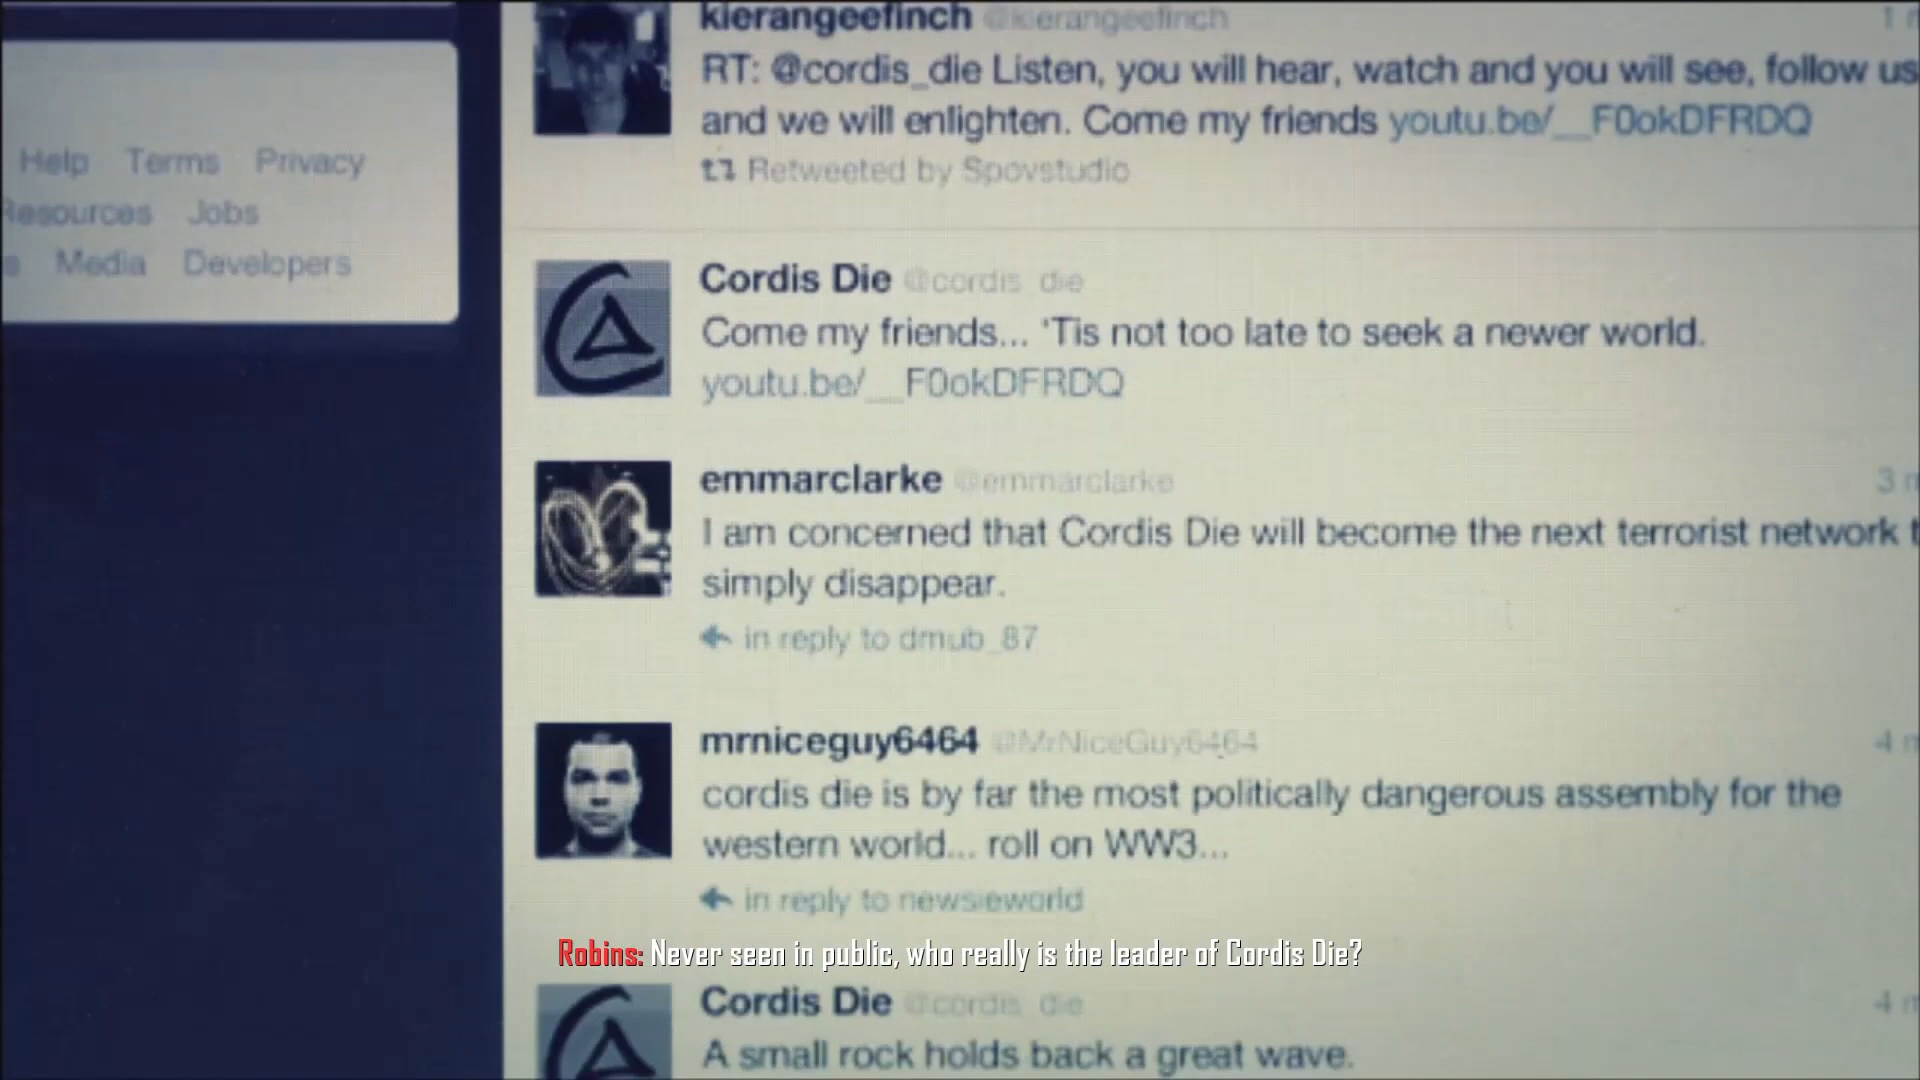 kierangeefinch @kierangeefinch
RT: @cordis_die Listen, you will hear, watch and you will see, follow us
and we will enlighten. Come my friends youtu.be/__F0okDFRDQ
Retweeted by Spovstudio
Help Terms Privacy
Resources Jobs
Media Developers
Cordis Die @cordis_die
Come my friends... 'Tis not too late to seek a newer world.
youtu.be/__F0okDFRDQ
emmarclarke @emmarclarke
I am concerned that Cordis Die will become the next terrorist network
simply disappear.
in reply to dmub_87
mrniceguy6464 @MrNiceGuy6464
cordis die is by far the most politically dangerous assembly for the
western world... roll on WW3...
in reply to newsieworld
Robins: Never seen in public, who really is the leader of Cordis Die?
Cordis Die @cordis_die
A small rock holds back a great wave.